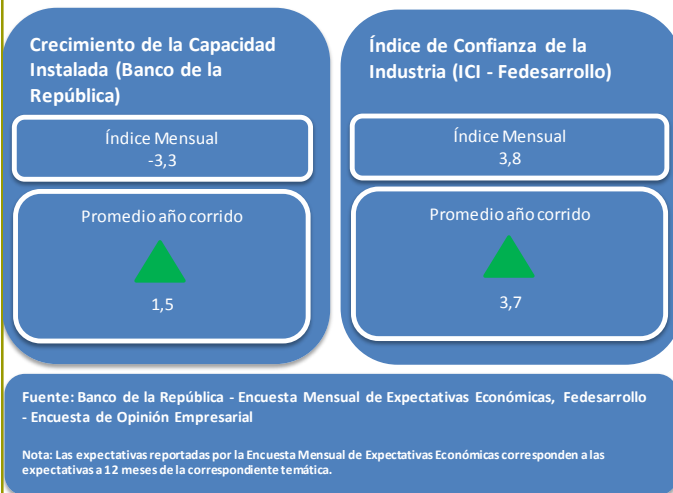 Crecimiento de la Capacidad
Instalada (Banco de la
República)
Índice Mensual
-3,3
Promedio año corrido
1,5
Índice de Confianza de la
Industria (ICI - Fedesarrollo)
Índice Mensual
3,8
Promedio año corrido
3,7
Fuente: Banco de la República - Encuesta Mensual de Expectativas Económicas, Fedesarrollo
- Encuesta de Opinión Empresarial
Nota: Las expectativas reportadas por la Encuesta Mensual de Expectativas Económicas corresponden a las
expectativas a 12 meses de la correspondiente temática.